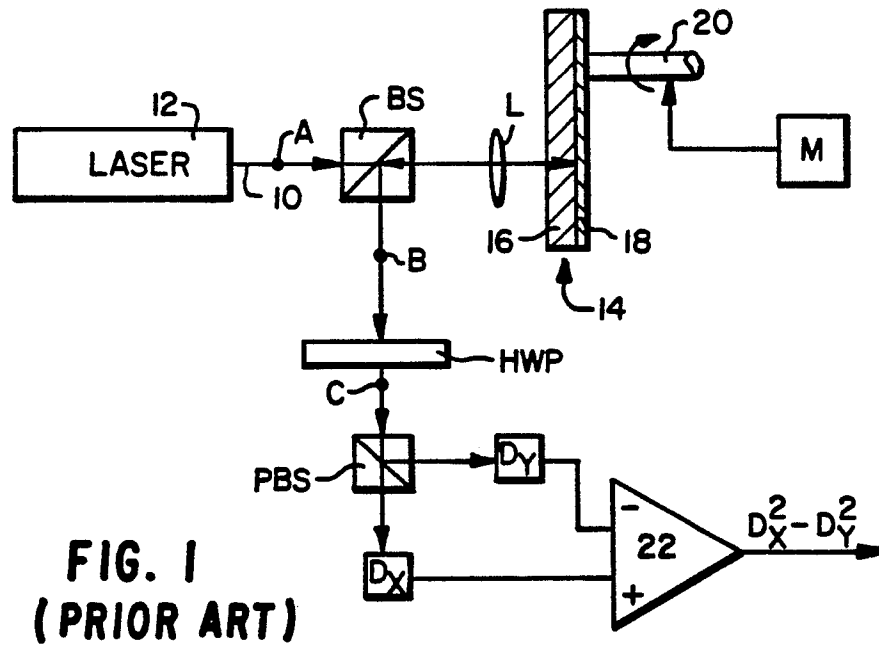 20
12
A
BS
L
LASER
M
10
16
18
B
14
HWP
C
PBS
DY
DX
-
22
+
DX² - DY²
FIG. 1
(PRIOR ART)